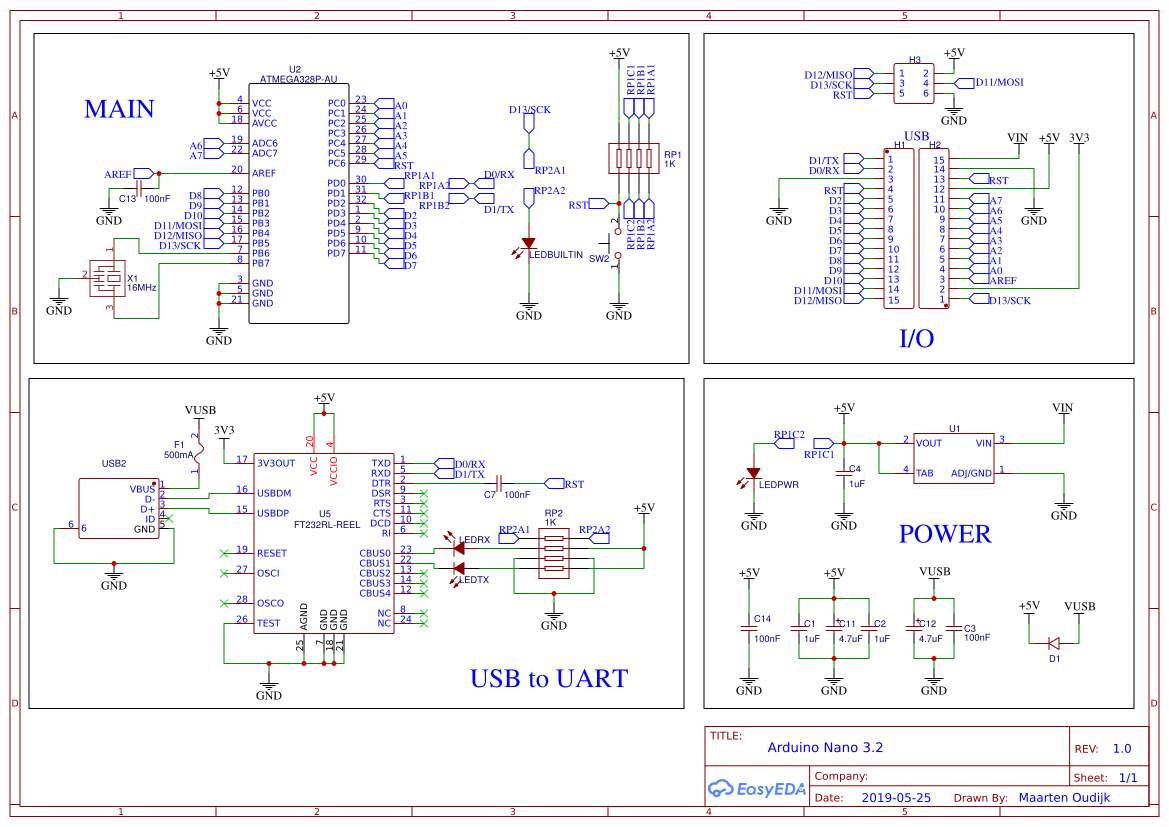 1 2 3 4 5
A
B
C
D
MAIN
U2
ATMEGA328P-AU
+5V
4 VCC
6 VCC
18 AVCC
A6 19 ADC6
A7 22 ADC7
AREF 20 AREF
C13 100nF
GND
D8 12 PB0
D9 13 PB1
D10 14 PB2
D11/MOSI 15 PB3
D12/MISO 16 PB4
D13/SCK 17 PB5
7 PB6
8 PB7
3 GND
5 GND
21 GND
GND
1
2
3
X1
16MHz
GND
PC0 23 A0
PC1 24 A1
PC2 25 A2
PC3 26 A3
PC4 27 A4
PC5 28 A5
PC6 29 RST
PD0 30 RP1A1
PD1 31 RP1B1
PD2 32 D2
PD3 1 D3
PD4 2 D4
PD5 9 D5
PD6 10 D6
PD7 11 D7
RP1A2 D0/RX
RP1B2 D1/TX
D13/SCK
RP2A1
RP2A2
LEDBUILTIN
GND
+5V
RP1C1
RP1B1
RP1A1
RP1
1K
RST
RP1C2
RP1B2
RP1A2
2
SW2
1
GND
H3
+5V
D12/MISO 1 2
D13/SCK 3 4 D11/MOSI
RST 5 6
GND
USB
H1 H2
VIN +5V 3V3
D1/TX 1 15
D0/RX 2 14
3 13 RST
RST 4 12
D2 5 11 A7
D3 6 10 A6
D4 7 9 A5
D5 8 8 A4
D6 9 7 A3
D7 10 6 A2
D8 11 5 A1
D9 12 4 A0
D10 13 3 AREF
D11/MOSI 14 2
D12/MISO 15 1 D13/SCK
GND
GND
I/O
VUSB
3V3
F1
500mA
2
1
USB2
VBUS 1
D- 2
D+ 3
ID 4
GND 5
6 6
GND
+5V
20 4
VCC VCCIO
17 3V3OUT
16 USBDM
15 USBDP
U5
FT232RL-REEL
19 RESET
27 OSCI
28 OSCO
26 TEST
AGND GND GND GND
25 7 18 21
GND
TXD 1 D0/RX
RXD 5 D1/TX
DTR 2
DSR 9
RTS 3
CTS 11
DCD 10
RI 6
CBUS0 23
CBUS1 22
CBUS2 13
CBUS3 14
CBUS4 12
NC 8
NC 24
C7 100nF
RST
LEDRX
LEDTX
RP2A1
RP2
1K
RP2A2
+5V
GND
USB to UART
RP1C2
RP1C1
LEDPWR
GND
+5V
C4
1uF
GND
U1
2 VOUT VIN 3
4 TAB ADJ/GND 1
VIN
GND
POWER
+5V
C14
100nF
GND
+5V
C1
1uF
C11
4.7uF
C2
1uF
GND
VUSB
C12
4.7uF
C3
100nF
GND
+5V VUSB
D1
TITLE:
Arduino Nano 3.2
REV: 1.0
EasyEDA
Company:
Sheet: 1/1
Date: 2019-05-25 Drawn By: Maarten Oudijk
A
B
C
D
1 2 3 4 5